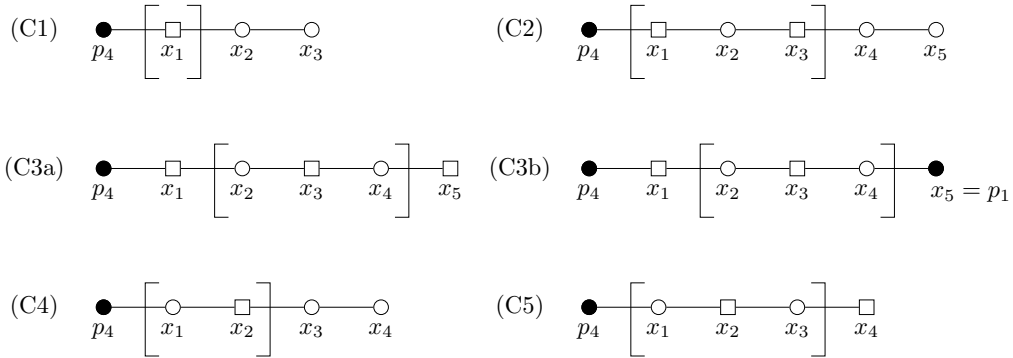 (C1) p₄ x₁ x₂ x₃
(C2) p₄ x₁ x₂ x₃ x₄ x₅
(C3a) p₄ x₁ x₂ x₃ x₄ x₅
(C3b) p₄ x₁ x₂ x₃ x₄ x₅ = p₁
(C4) p₄ x₁ x₂ x₃ x₄
(C5) p₄ x₁ x₂ x₃ x₄